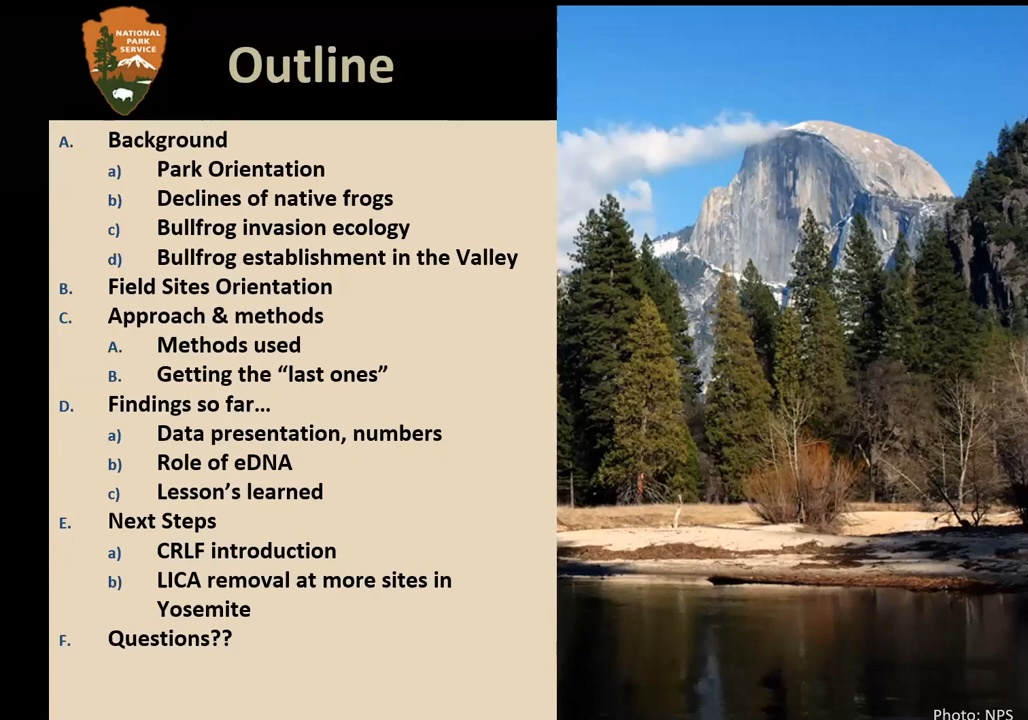 NATIONAL
PARK
SERVICE
Outline
A. Background
a) Park Orientation
b) Declines of native frogs
c) Bullfrog invasion ecology
d) Bullfrog establishment in the Valley
B. Field Sites Orientation
C. Approach & methods
A. Methods used
B. Getting the “last ones”
D. Findings so far…
a) Data presentation, numbers
b) Role of eDNA
c) Lesson’s learned
E. Next Steps
a) CRLF introduction
b) LICA removal at more sites in
Yosemite
F. Questions??
Photo: NPS